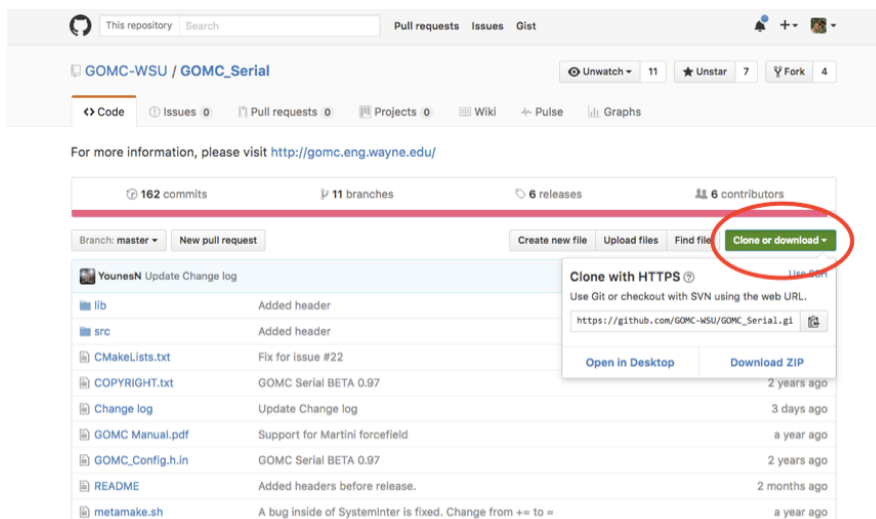 This repository Search Pull requests Issues Gist
GOMC-WSU / GOMC_Serial Unwatch 11 Unstar 7 Fork 4
Code Issues 0 Pull requests 0 Projects 0 Wiki Pulse Graphs
For more information, please visit http://gomc.eng.wayne.edu/
162 commits 11 branches 6 releases 6 contributors
Branch: master New pull request Create new file Upload files Find file Clone or download
YounesN Update Change log
Clone with HTTPS Use SSH
Use Git or checkout with SVN using the web URL.
https://github.com/GOMC-WSU/GOMC_Serial.gi
Open in Desktop Download ZIP
lib Added header
src Added header
CMakeLists.txt Fix for issue #22
COPYRIGHT.txt GOMC Serial BETA 0.97 2 years ago
Change log Update Change log 3 days ago
GOMC Manual.pdf Support for Martini forcefield a year ago
GOMC_Config.h.in GOMC Serial BETA 0.97 2 years ago
README Added headers before release. 2 months ago
metamake.sh A bug inside of SystemInter is fixed. Change from += to = a year ago